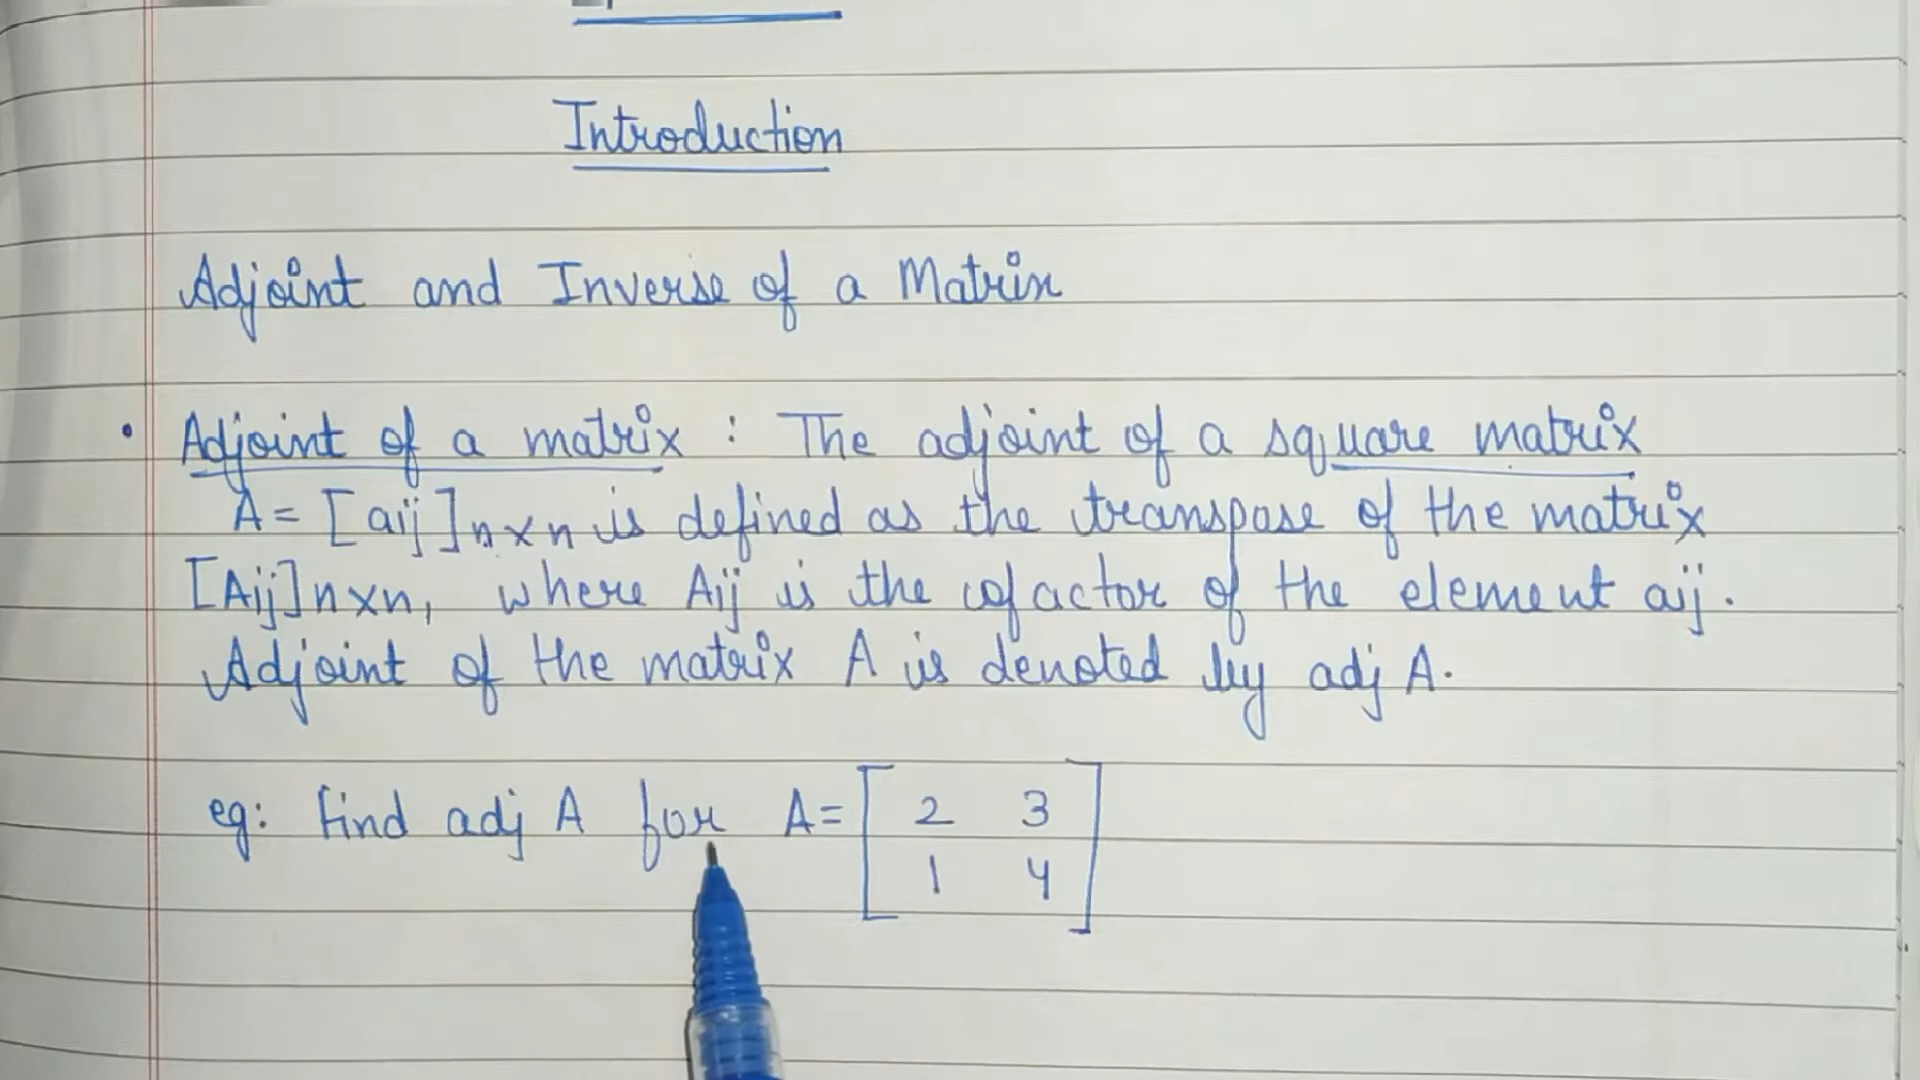 Introduction
Adjoint and Inverse of a Matrix
• Adjoint of a matrix : The adjoint of a square matrix
A = [aij]n×n is defined as the transpose of the matrix
[Aij]n×n, where Aij is the cofactor of the element aij.
Adjoint of the matrix A is denoted by adj A.
eg: find adj A for A = [ 2 3
1 4 ]